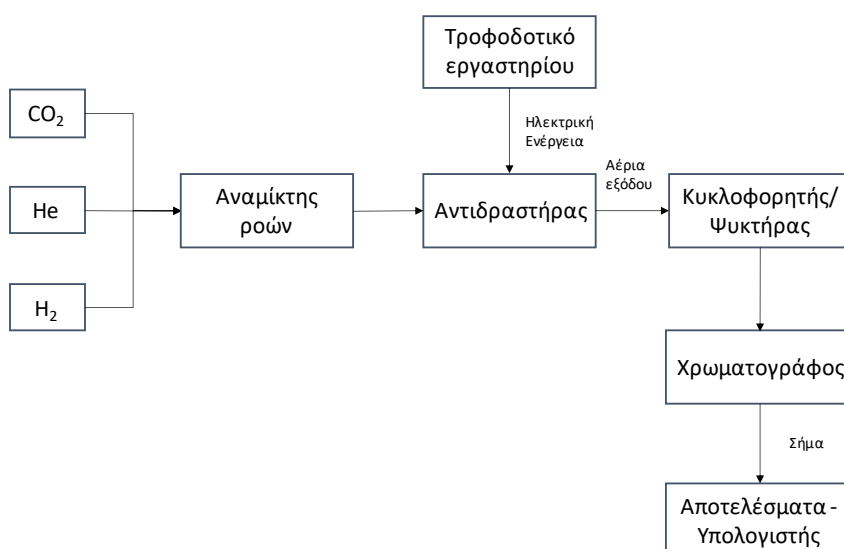 Τροφοδοτικό
εργαστηρίου
CO₂
Ηλεκτρική
Ενέργεια
Αέρια
εξόδου
He
Αναμίκτης
ροών
Αντιδραστήρας
Κυκλοφορητής/
Ψυκτήρας
H₂
Χρωματογράφος
Σήμα
Αποτελέσματα -
Υπολογιστής